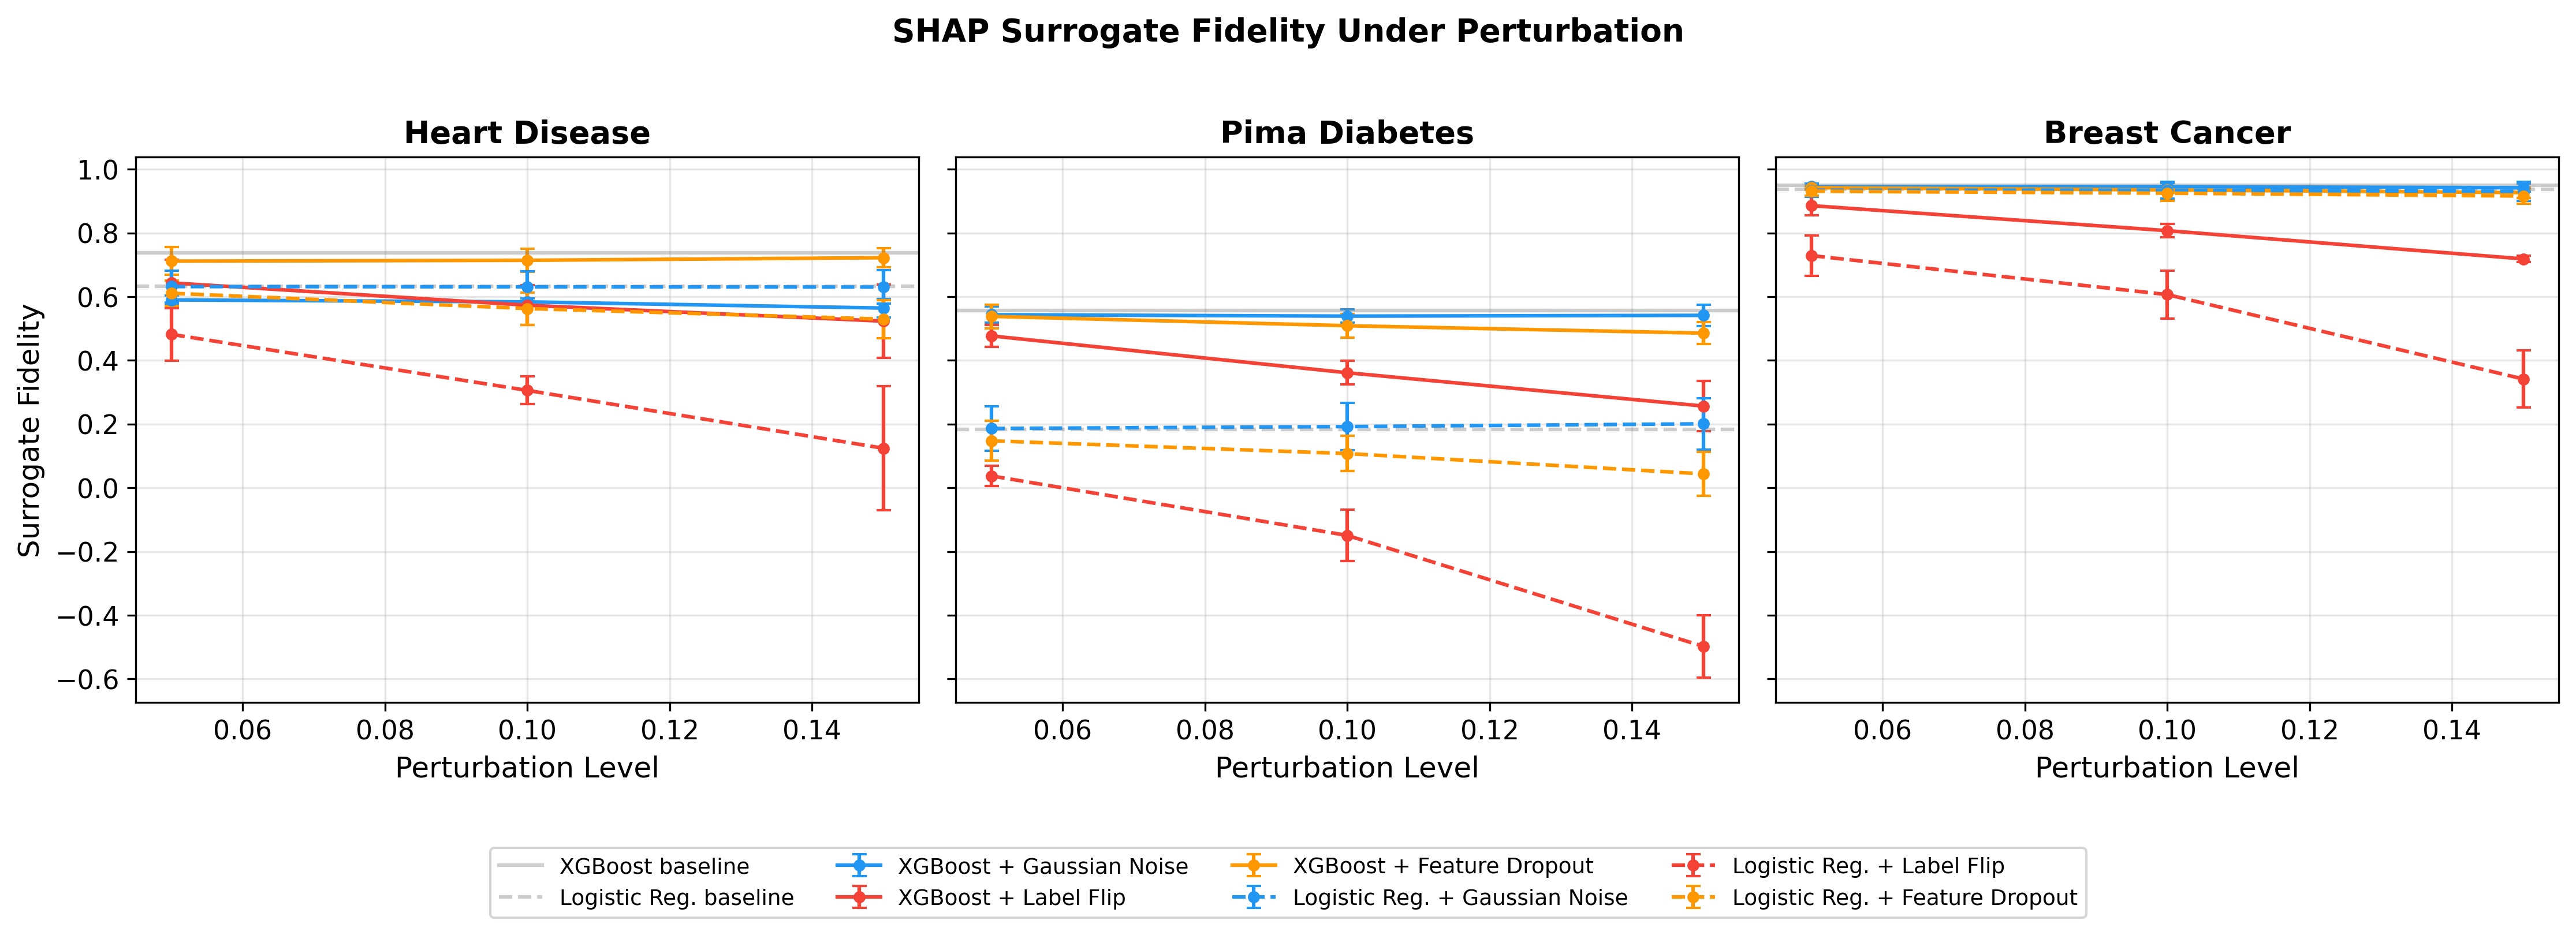 SHAP Surrogate Fidelity Under Perturbation
Heart Disease
Pima Diabetes
Breast Cancer
Surrogate Fidelity
1.0
0.8
0.6
0.4
0.2
0.0
−0.2
−0.4
−0.6
0.06 0.08 0.10 0.12 0.14
0.06 0.08 0.10 0.12 0.14
0.06 0.08 0.10 0.12 0.14
Perturbation Level
Perturbation Level
Perturbation Level
XGBoost baseline
Logistic Reg. baseline
XGBoost + Gaussian Noise
XGBoost + Label Flip
XGBoost + Feature Dropout
Logistic Reg. + Gaussian Noise
Logistic Reg. + Label Flip
Logistic Reg. + Feature Dropout